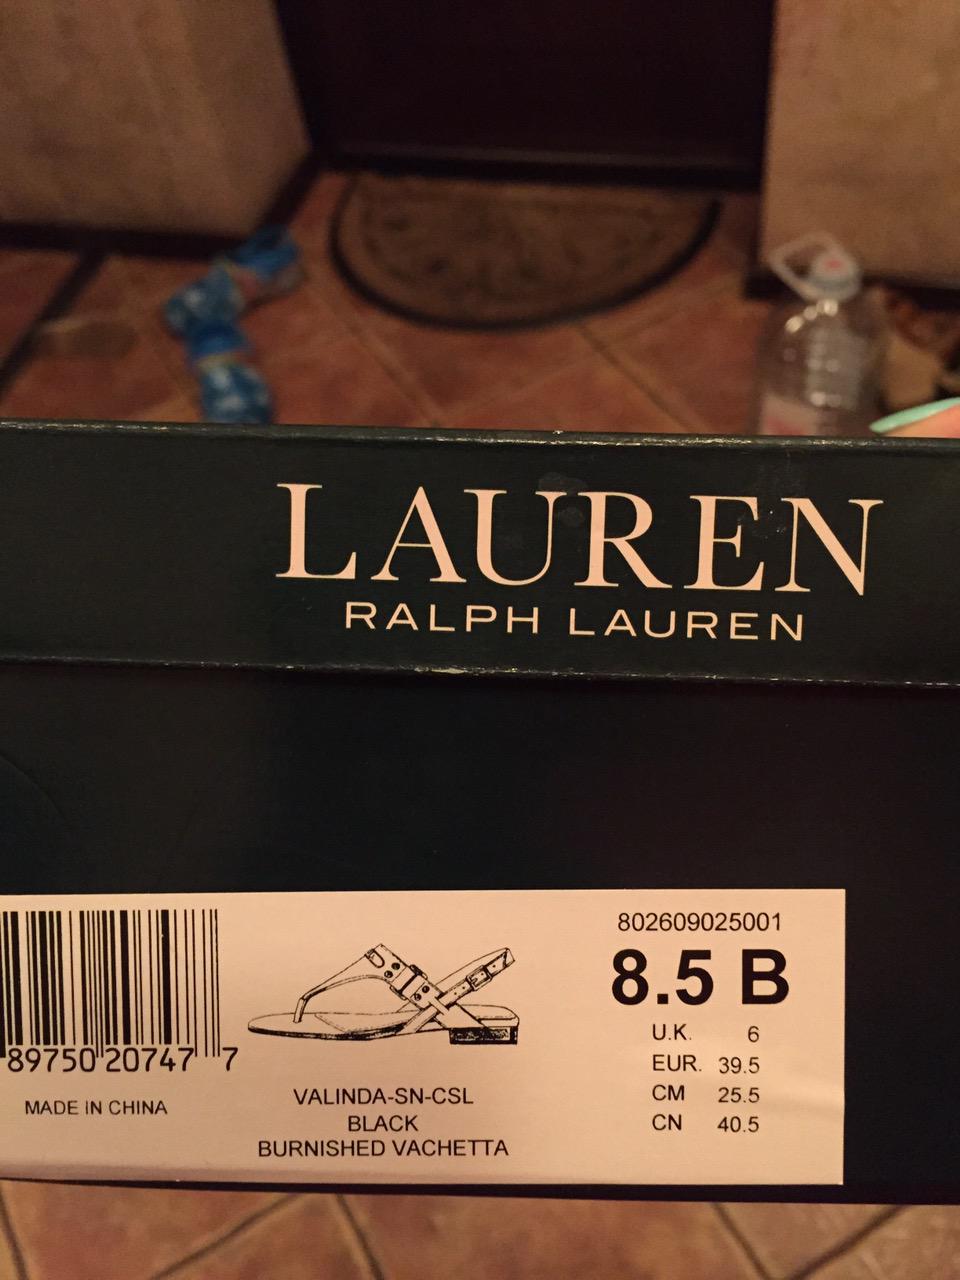 LAUREN
RALPH LAUREN
89750 20747 7
MADE IN CHINA
VALINDA-SN-CSL
BLACK
BURNISHED VACHETTA
802609025001
8.5 B
U.K. 6
EUR. 39.5
CM 25.5
CN 40.5